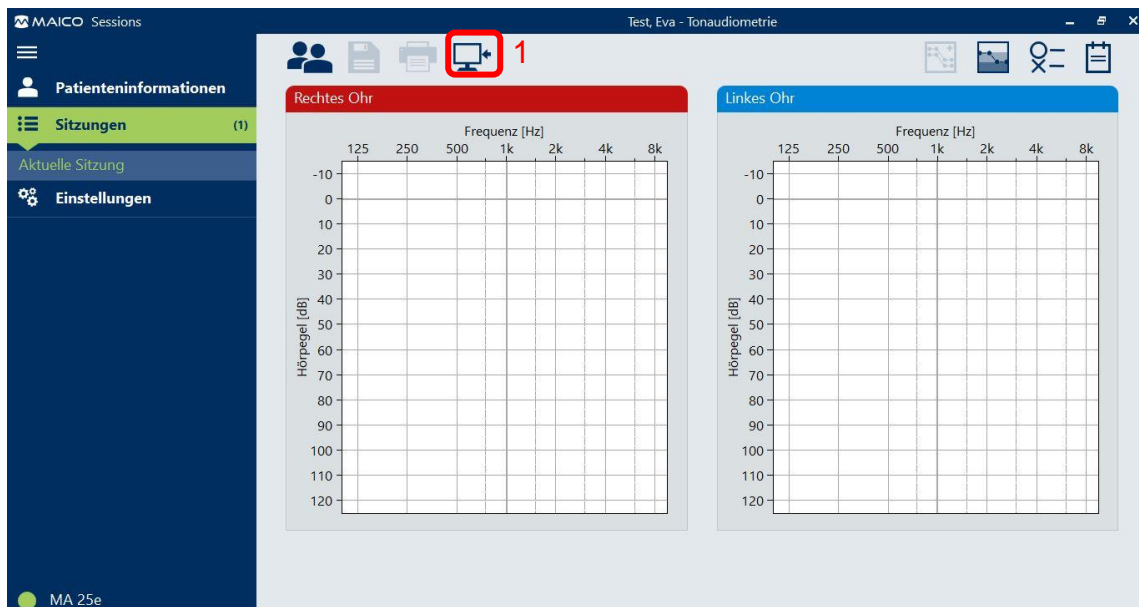 MAICO Sessions
Test, Eva - Tonaudiometrie
1
Patienteninformationen
Sitzungen (1)
Aktuelle Sitzung
Einstellungen
MA 25e
Rechtes Ohr
Frequenz [Hz]
125 250 500 1k 2k 4k 8k
Hörpegel [dB]
-10
0
10
20
30
40
50
60
70
80
90
100
110
120
Linkes Ohr
Frequenz [Hz]
125 250 500 1k 2k 4k 8k
Hörpegel [dB]
-10
0
10
20
30
40
50
60
70
80
90
100
110
120